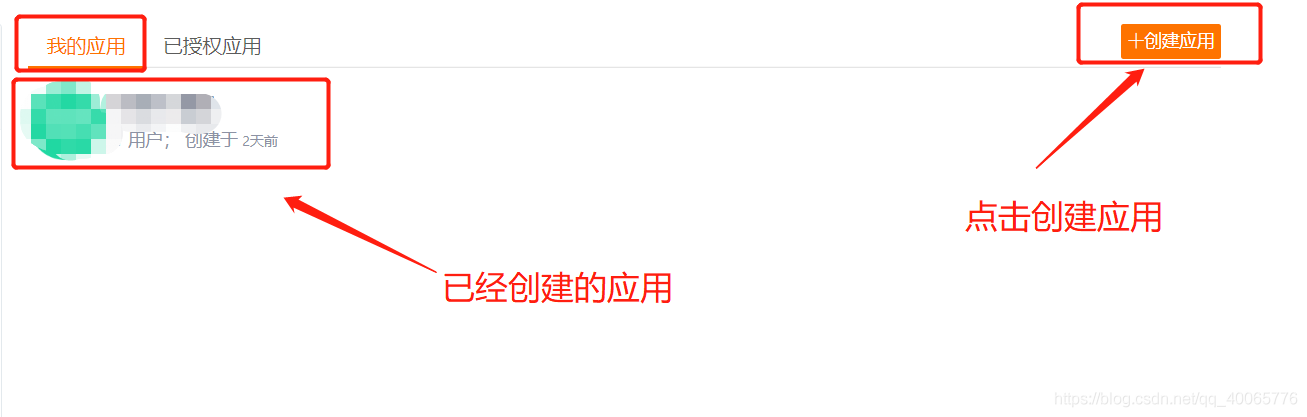 我的应用 已授权应用 十创建应用
用户； 创建于 2天前
点击创建应用
已经创建的应用
https://blog.csdn.net/qq_40065776